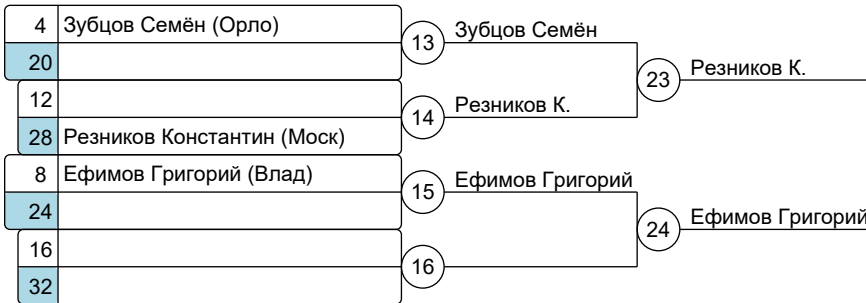 4 Зубцов Семён (Орло)
13 Зубцов Семён
20
23 Резников К.
12
14 Резников К.
28 Резников Константин (Моск)
8 Ефимов Григорий (Влад)
15 Ефимов Григорий
24
24 Ефимов Григорий
16
16
32